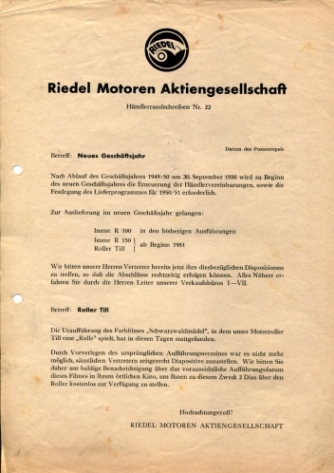 RIEDEL
Riedel Motoren Aktiengesellschaft
Händlerrundschreiben Nr. 22
Datum des Poststempels
Betreff: Neues Geschäftsjahr
Nach Ablauf des Geschäftsjahres 1949/50 am 30. September 1950 wird zu Beginn
des neuen Geschäftsjahres die Erneuerung der Händlervereinbarungen, sowie die
Festlegung des Lieferprogrammes für 1950/51 erforderlich.
Zur Auslieferung im neuen Geschäftsjahr gelangen:
Imme R 100 in den bisherigen Ausführungen
Imme R 150
Roller Till
ab Beginn 1951
Wir bitten unsere Herren Vertreter bereits jetzt ihre diesbezüglichen Dispositionen
zu treffen, so daß die Abschlüsse rechtzeitig erfolgen können. Alles Nähere er-
fahren Sie durch die Herren Leiter unserer Verkaufsbüros I—VII.
Betreff: Roller Till
Die Uraufführung des Farbfilmes „Schwarzwaldmädel", in dem unser Motorroller
Till eine „Rolle" spielt, hat in diesen Tagen stattgefunden.
Durch Vorverlegen des ursprünglichen Aufführungstermines war es nicht mehr
möglich, sämtlichen Vertretern zeitgerecht Diapositive zuzustellen. Wir bitten Sie
daher um baldige Benachrichtigung über das voraussichtliche Aufführungsdatum
dieses Filmes in Ihrem örtlichen Kino, um Ihnen zu diesem Zweck 2 Dias über den
Roller kostenlos zur Verfügung zu stellen.
Hochachtungsvoll!
RIEDEL MOTOREN AKTIENGESELLSCHAFT